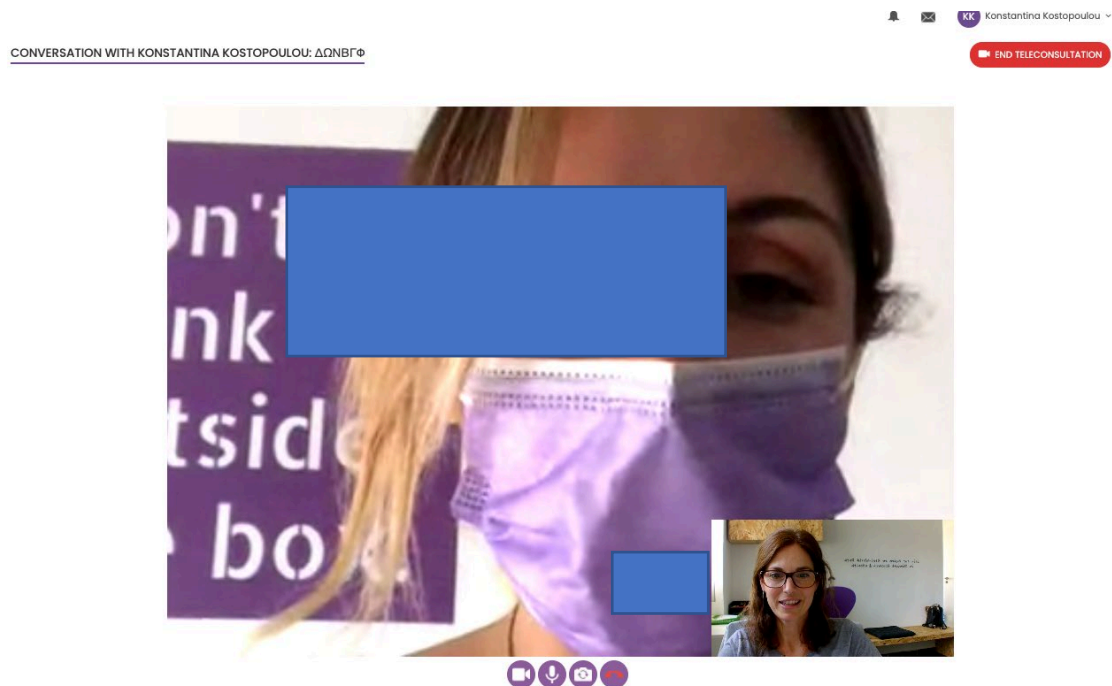 KK Konstantina Kostopoulou
CONVERSATION WITH KONSTANTINA KOSTOPOULOU: ΔΩΝΒΓΦ
END TELECONSULTATION
on't
nk
tside
bo